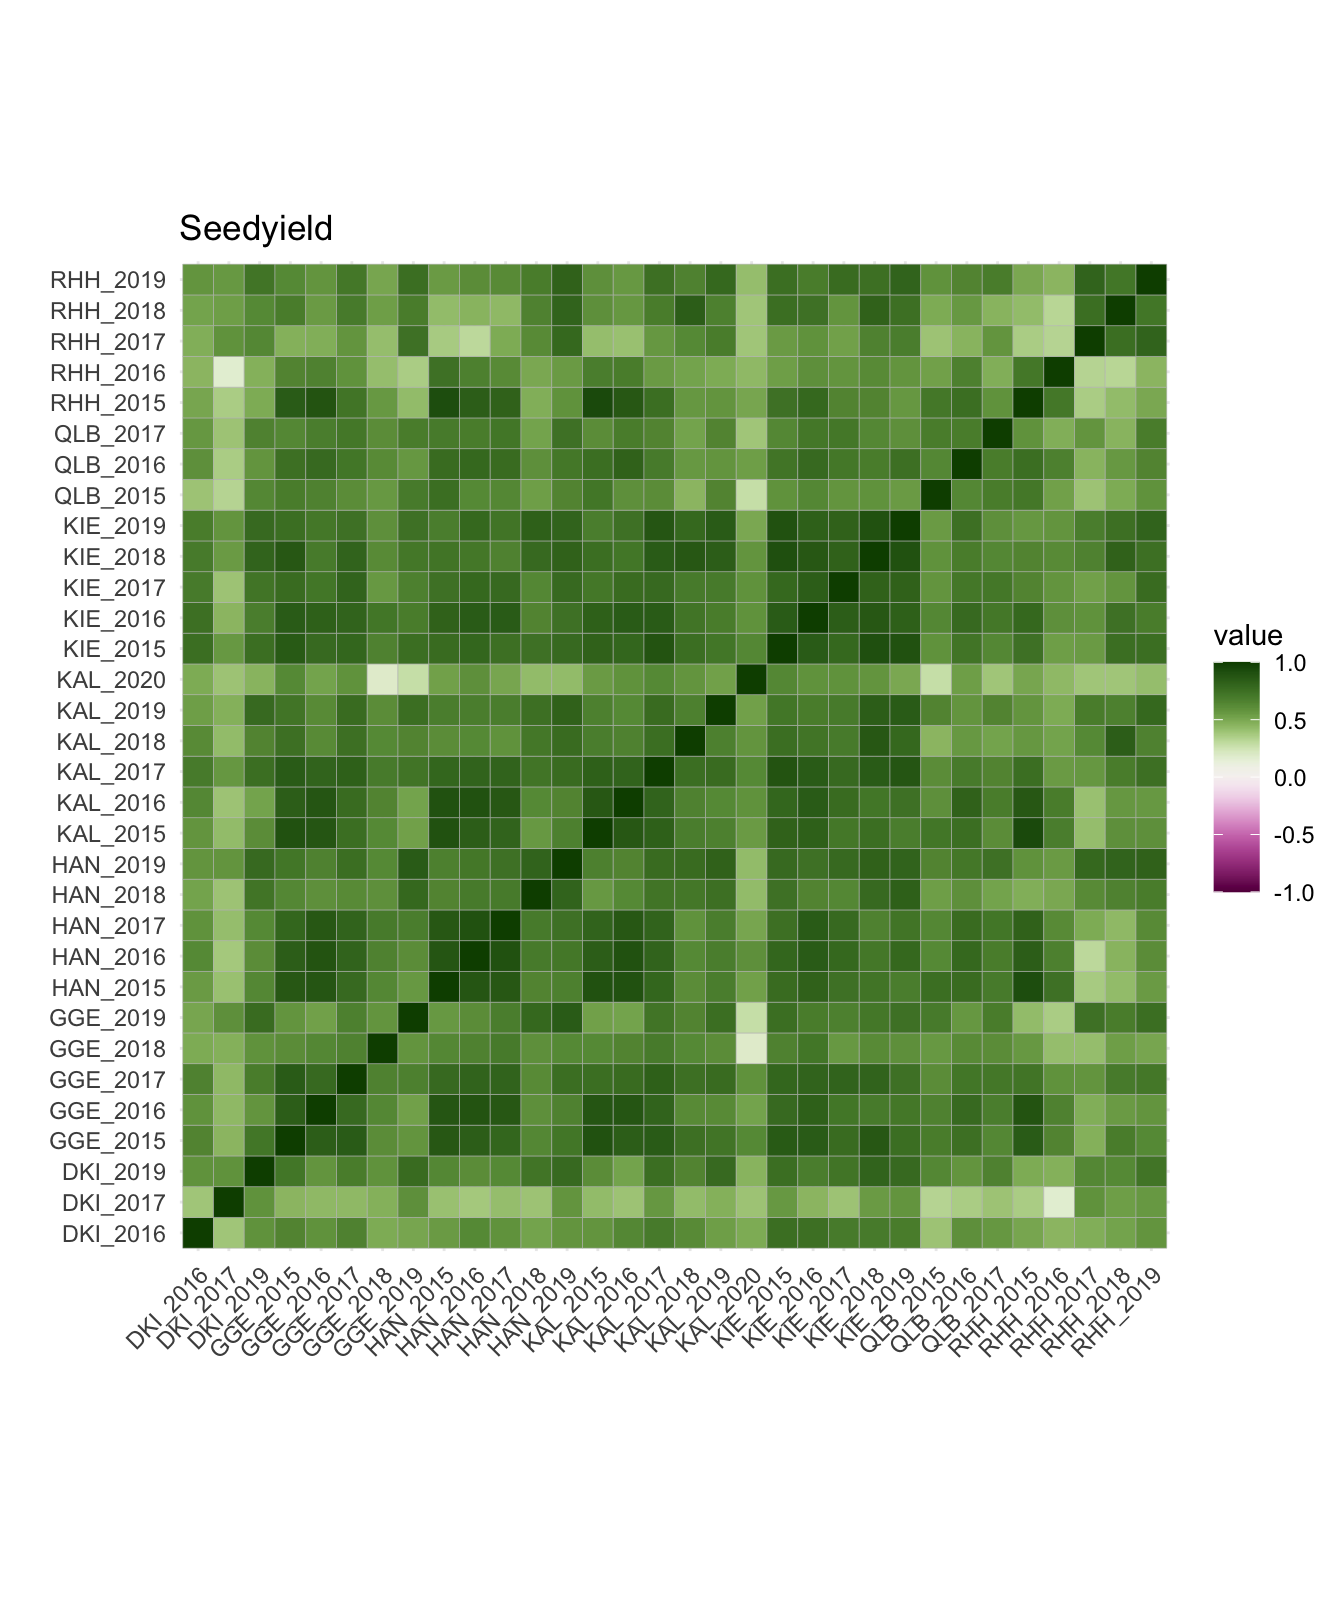 Seedyield
RHH_2019
RHH_2018
RHH_2017
RHH_2016
RHH_2015
QLB_2017
QLB_2016
QLB_2015
KIE_2019
KIE_2018
KIE_2017
KIE_2016
KIE_2015
KAL_2020
KAL_2019
KAL_2018
KAL_2017
KAL_2016
KAL_2015
HAN_2019
HAN_2018
HAN_2017
HAN_2016
HAN_2015
GGE_2019
GGE_2018
GGE_2017
GGE_2016
GGE_2015
DKI_2019
DKI_2017
DKI_2016
DKI_2016
DKI_2017
DKI_2019
GGE_2015
GGE_2016
GGE_2017
GGE_2018
GGE_2019
HAN_2015
HAN_2016
HAN_2017
HAN_2018
HAN_2019
KAL_2015
KAL_2016
KAL_2017
KAL_2018
KAL_2019
KAL_2020
KIE_2015
KIE_2016
KIE_2017
KIE_2018
KIE_2019
QLB_2015
QLB_2016
QLB_2017
RHH_2015
RHH_2016
RHH_2017
RHH_2018
RHH_2019
value
1.0
0.5
0.0
-0.5
-1.0